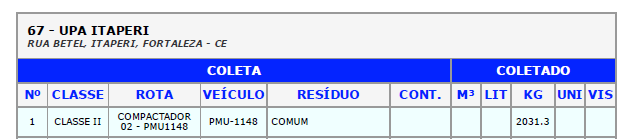 67 - UPA ITAPERI
RUA BETEL, ITAPERI, FORTALEZA - CE
COLETA COLETADO
Nº CLASSE ROTA VEÍCULO RESÍDUO CONT. M³ LIT KG UNI VIS
1 CLASSE II COMPACTADOR 02 - PMU1148 PMU-1148 COMUM 2031.3